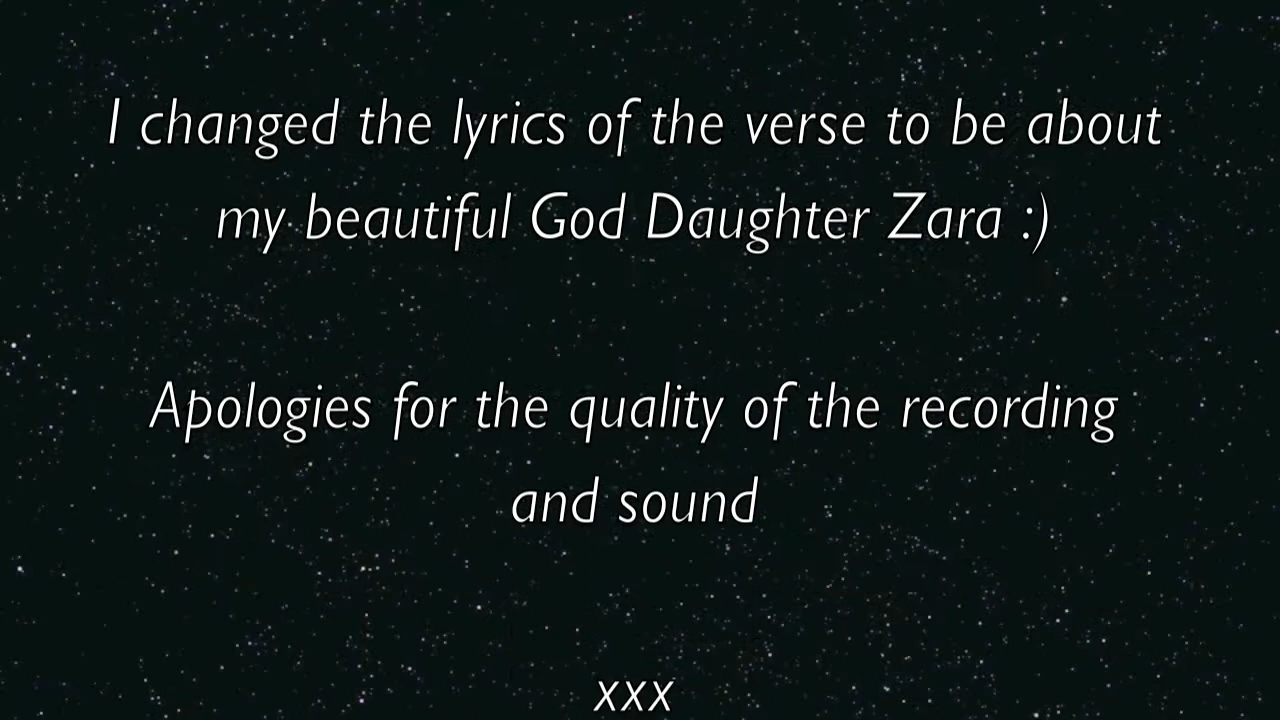 I changed the lyrics of the verse to be about
my beautiful God Daughter Zara :)
Apologies for the quality of the recording
and sound
xxx